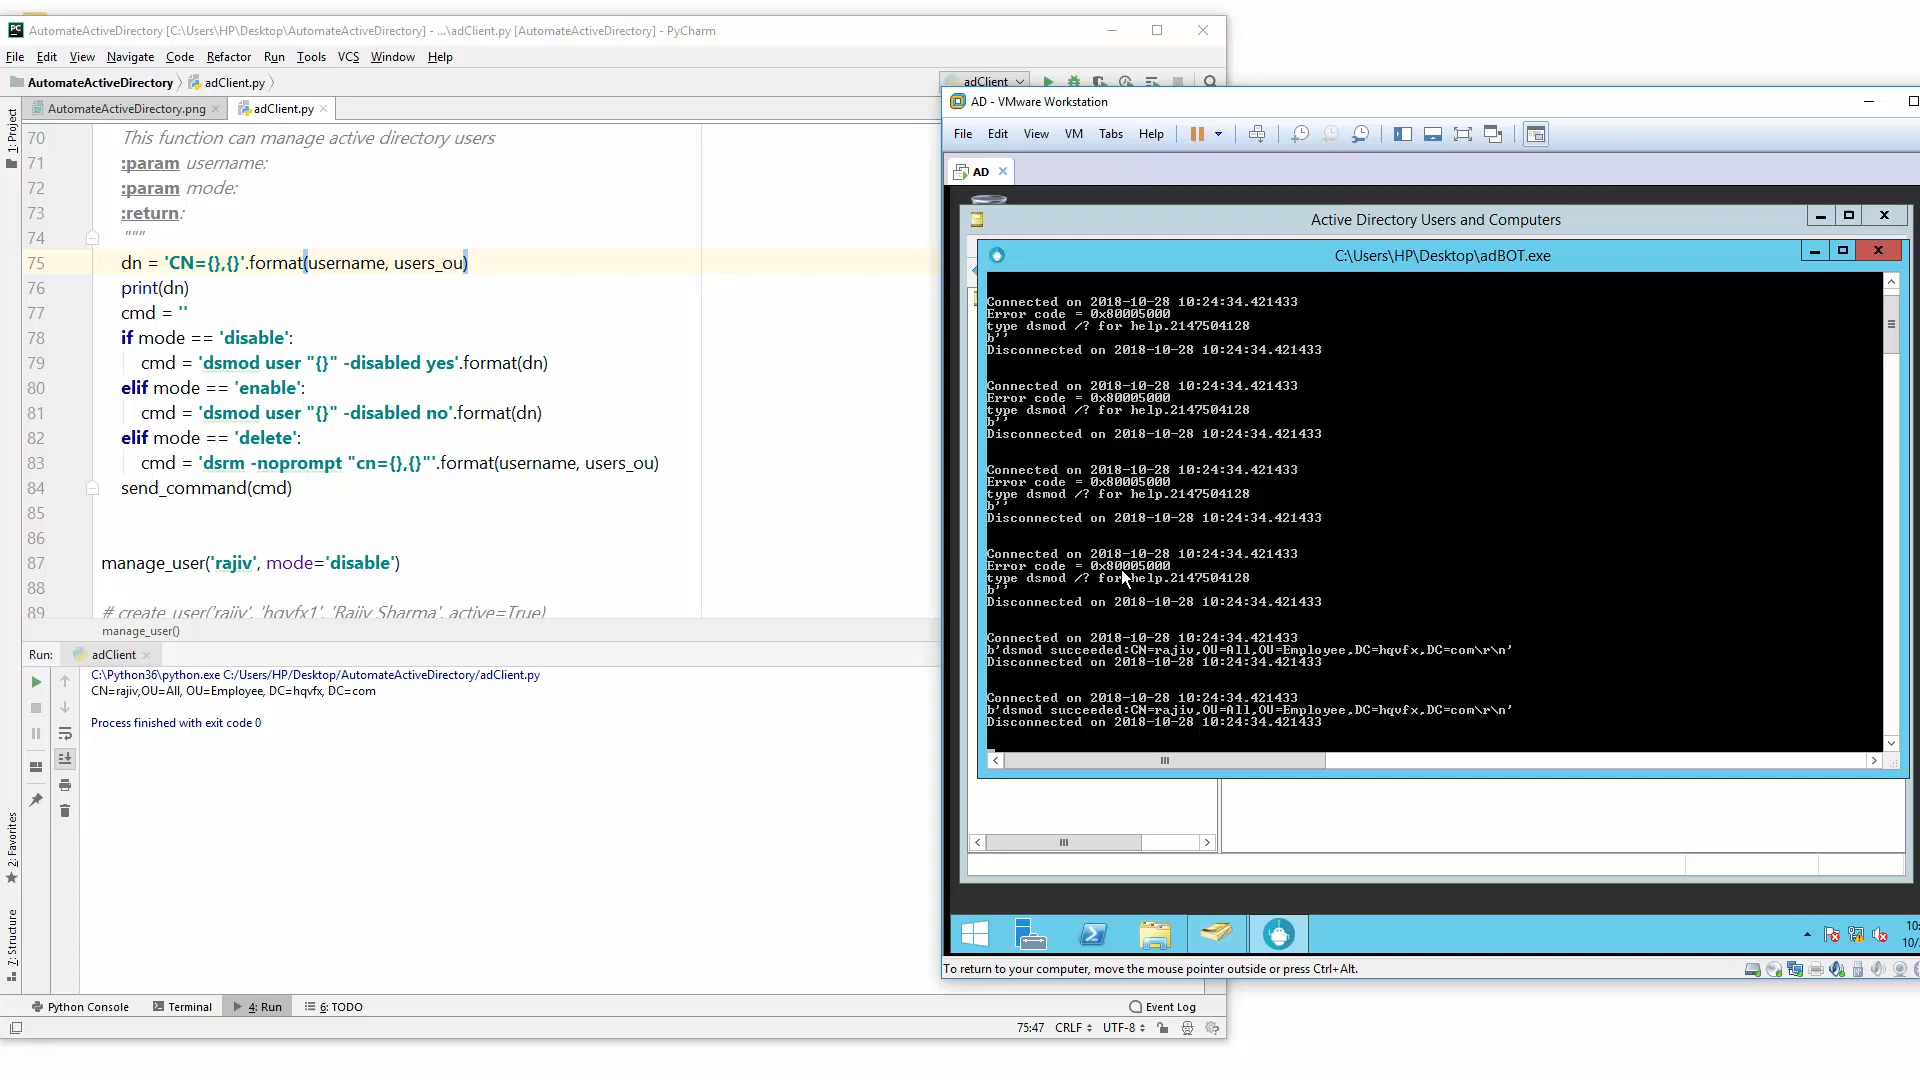 AutomateActiveDirectory [C:\Users\HP\Desktop\AutomateActiveDirectory] - ...\adClient.py [AutomateActiveDirectory] - PyCharm
File Edit View Navigate Code Refactor Run Tools VCS Window Help
AutomateActiveDirectory adClient.py
adClient
AutomateActiveDirectory.png adClient.py
1: Project
70 This function can manage active directory users
71 :param username:
72 :param mode:
73 :return:
74 """
75 dn = 'CN={},{}'.format(username, users_ou)
76 print(dn)
77 cmd = ''
78 if mode == 'disable':
79 cmd = 'dsmod user "{}" -disabled yes'.format(dn)
80 elif mode == 'enable':
81 cmd = 'dsmod user "{}" -disabled no'.format(dn)
82 elif mode == 'delete':
83 cmd = 'dsrm -noprompt "cn={},{}"'.format(username, users_ou)
84 send_command(cmd)
85
86
87 manage_user('rajiv', mode='disable')
88
89 # create_user('rajiv', 'hqvfx1', 'Rajiv Sharma', active=True)
manage_user()
Run: adClient
C:\Python36\python.exe C:/Users/HP/Desktop/AutomateActiveDirectory/adClient.py
CN=rajiv,OU=All, OU=Employee, DC=hqvfx, DC=com
Process finished with exit code 0
2: Favorites
7: Structure
Python Console Terminal 4: Run 6: TODO Event Log
75:47 CRLF UTF-8
AD - VMware Workstation
File Edit View VM Tabs Help
AD
Active Directory Users and Computers
C:\Users\HP\Desktop\adBOT.exe
Connected on 2018-10-28 10:24:34.421433
Error code = 0x80005000
type dsmod /? for help.2147504128
b''
Disconnected on 2018-10-28 10:24:34.421433
Connected on 2018-10-28 10:24:34.421433
Error code = 0x80005000
type dsmod /? for help.2147504128
b''
Disconnected on 2018-10-28 10:24:34.421433
Connected on 2018-10-28 10:24:34.421433
Error code = 0x80005000
type dsmod /? for help.2147504128
b''
Disconnected on 2018-10-28 10:24:34.421433
Connected on 2018-10-28 10:24:34.421433
Error code = 0x80005000
type dsmod /? for help.2147504128
b''
Disconnected on 2018-10-28 10:24:34.421433
Connected on 2018-10-28 10:24:34.421433
b'dsmod succeeded:CN=rajiv,OU=All,OU=Employee,DC=hqvfx,DC=com\r\n'
Disconnected on 2018-10-28 10:24:34.421433
Connected on 2018-10-28 10:24:34.421433
b'dsmod succeeded:CN=rajiv,OU=All,OU=Employee,DC=hqvfx,DC=com\r\n'
Disconnected on 2018-10-28 10:24:34.421433
10:
10/
To return to your computer, move the mouse pointer outside or press Ctrl+Alt.